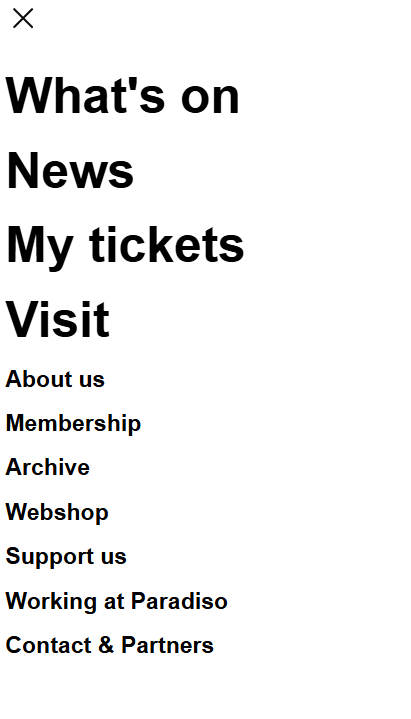 What's on
News
My tickets
Visit
About us
Membership
Archive
Webshop
Support us
Working at Paradiso
Contact & Partners